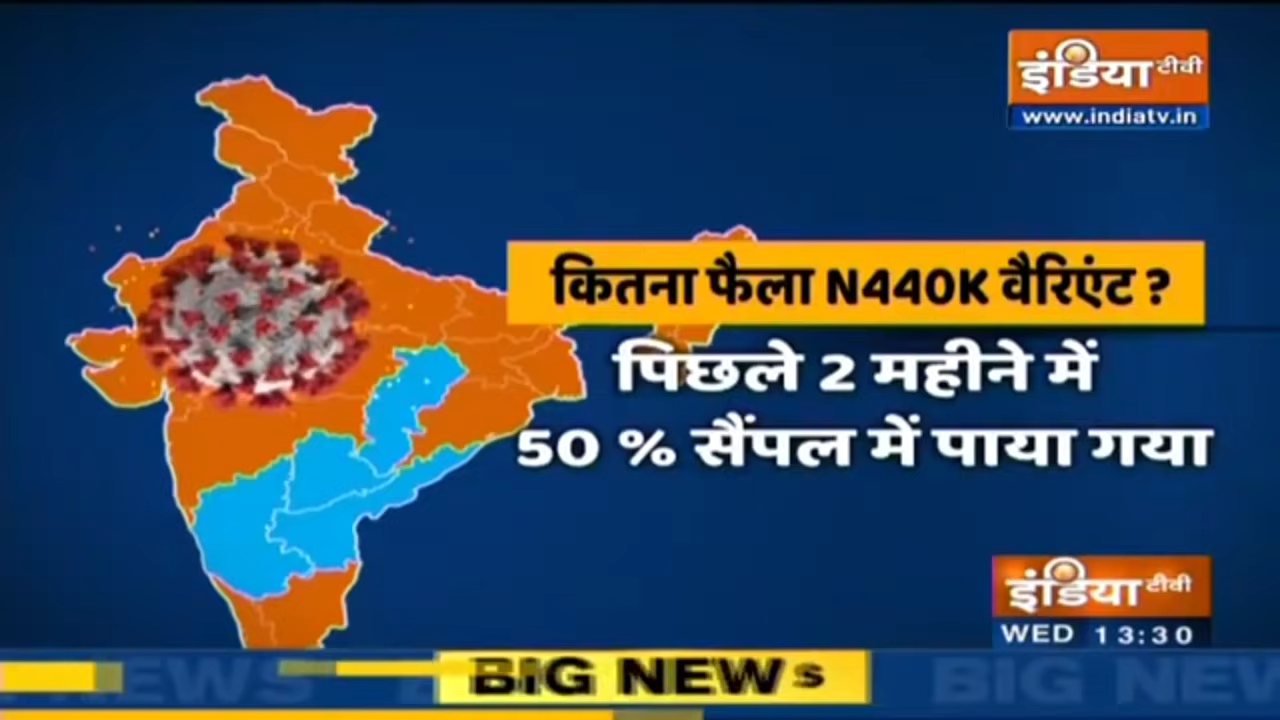 इंडिया टीवी
www.indiatv.in
कितना फैला N440K वैरिएंट ?
पिछले 2 महीने में
50 % सैंपल में पाया गया
इंडिया टीवी
WED 13:30
BIG NEWS